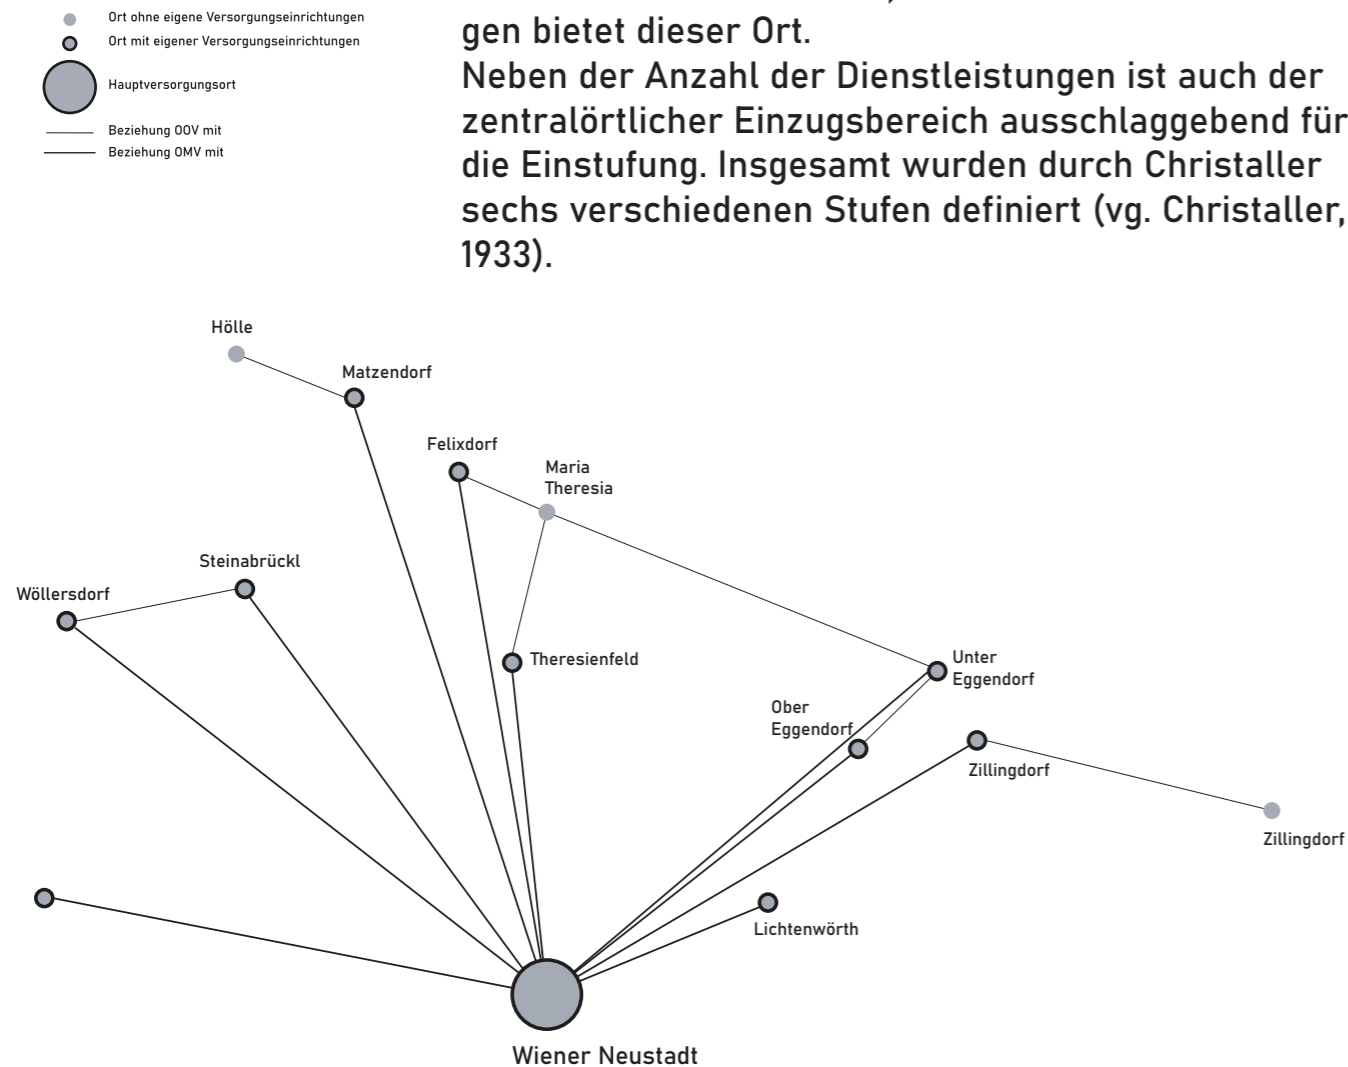 Ort ohne eigene Versorgungseinrichtungen
Ort mit eigener Versorgungseinrichtungen
Hauptversorgungsort
Beziehung OOV mit
Beziehung OMV mit
gen bietet dieser Ort.
Neben der Anzahl der Dienstleistungen ist auch der
zentralörtlicher Einzugsbereich ausschlaggebend für
die Einstufung. Insgesamt wurden durch Christaller
sechs verschiedenen Stufen definiert (vg. Christaller,
1933).
Hölle
Matzendorf
Felixdorf
Maria
Theresia
Steinabrückl
Wöllersdorf
Theresienfeld
Unter
Eggendorf
Ober
Eggendorf
Zillingdorf
Zillingdorf
Lichtenwörth
Wiener Neustadt